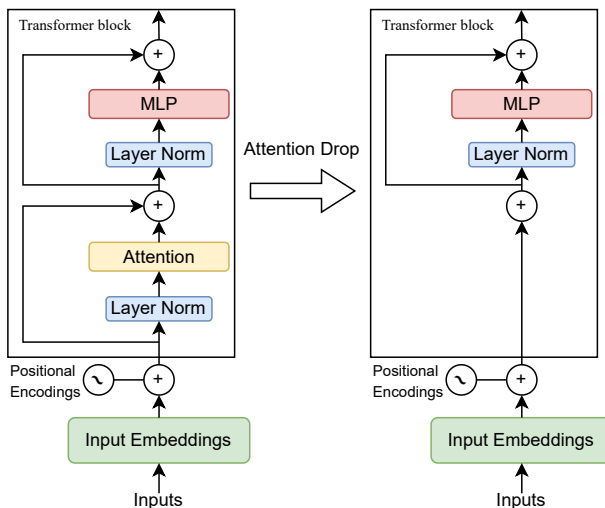 Transformer block
+
MLP
Layer Norm
+
Attention
Layer Norm
Positional
Encodings
+
Input Embeddings
Inputs
Attention Drop
Transformer block
+
MLP
Layer Norm
+
Positional
Encodings
+
Input Embeddings
Inputs